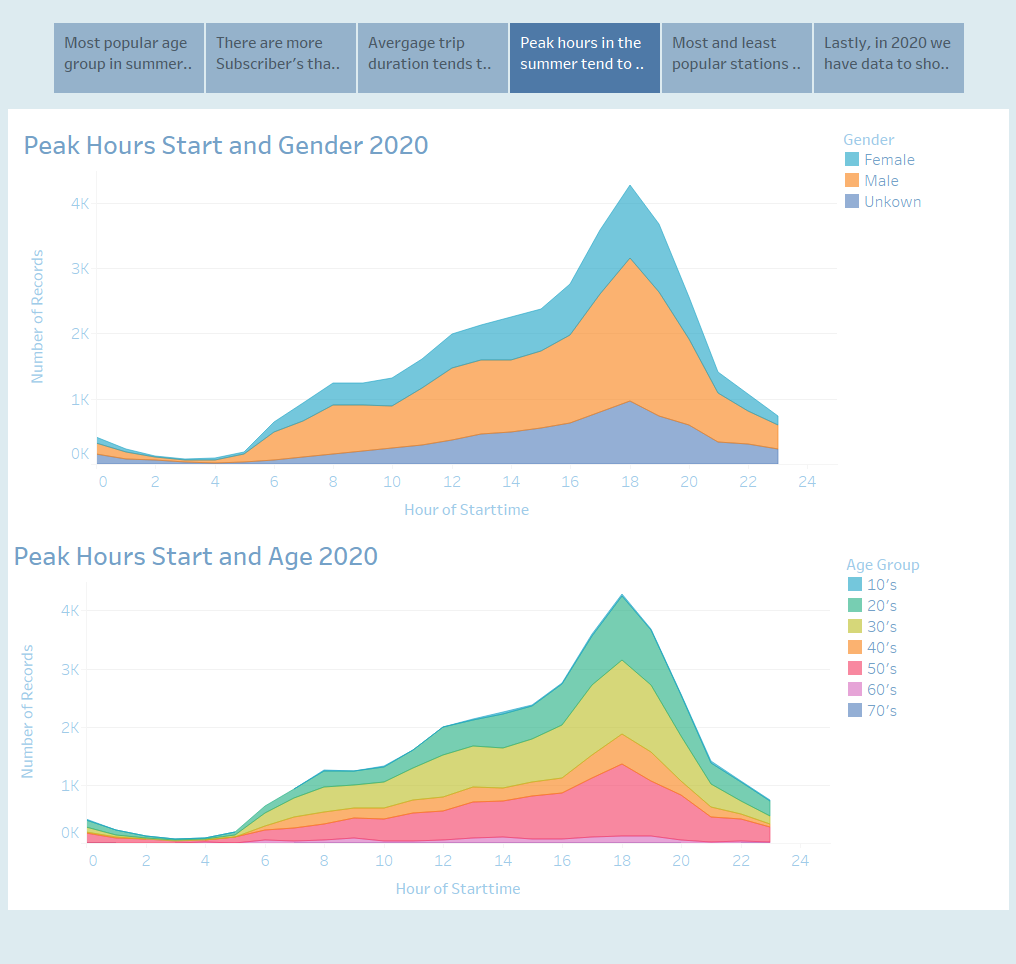 Most popular age
group in summer..
There are more
Subscriber's tha..
Avergage trip
duration tends t..
Peak hours in the
summer tend to ..
Most and least
popular stations ..
Lastly, in 2020 we
have data to sho..
Peak Hours Start and Gender 2020
Gender
Female
Male
Unkown
4K
3K
2K
1K
0K
Number of Records
0 2 4 6 8 10 12 14 16 18 20 22 24
Hour of Starttime
Peak Hours Start and Age 2020
Age Group
10's
20's
30's
40's
50's
60's
70's
4K
3K
2K
1K
0K
Number of Records
0 2 4 6 8 10 12 14 16 18 20 22 24
Hour of Starttime